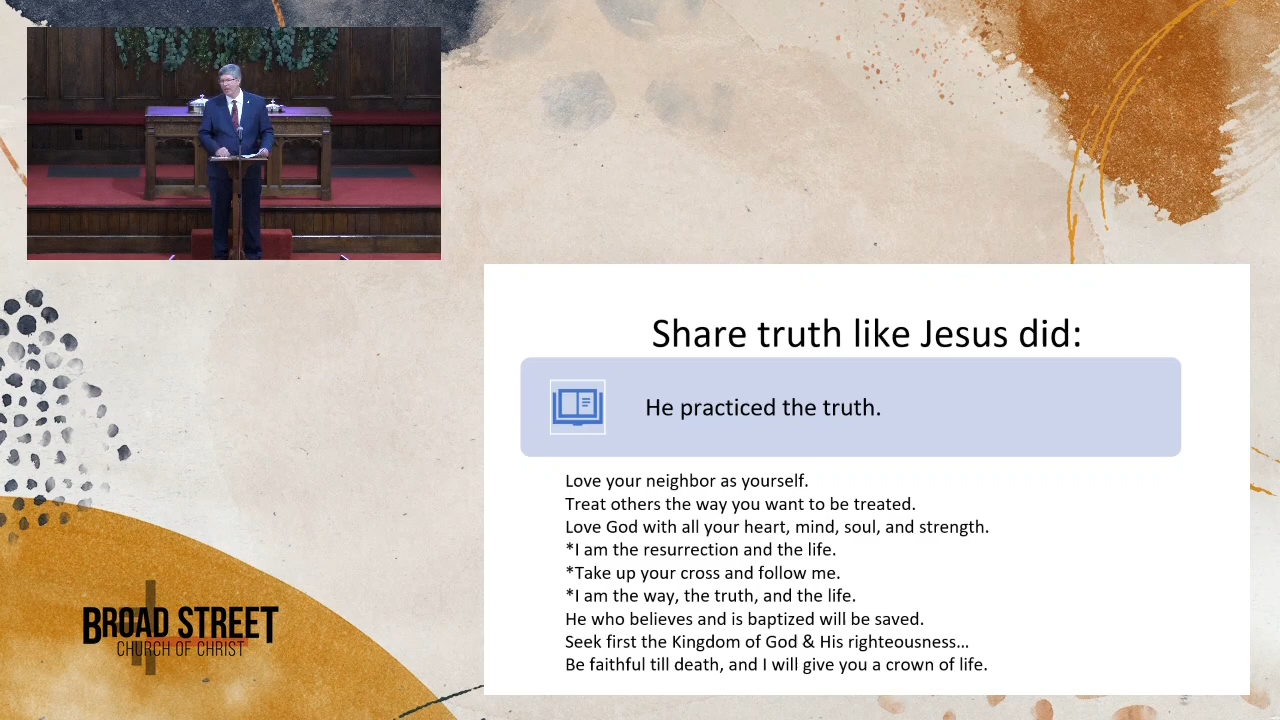 Share truth like Jesus did:
He practiced the truth.
Love your neighbor as yourself.
Treat others the way you want to be treated.
Love God with all your heart, mind, soul, and strength.
*I am the resurrection and the life.
*Take up your cross and follow me.
*I am the way, the truth, and the life.
He who believes and is baptized will be saved.
Seek first the Kingdom of God & His righteousness...
Be faithful till death, and I will give you a crown of life.
BROAD STREET
CHURCH OF CHRIST